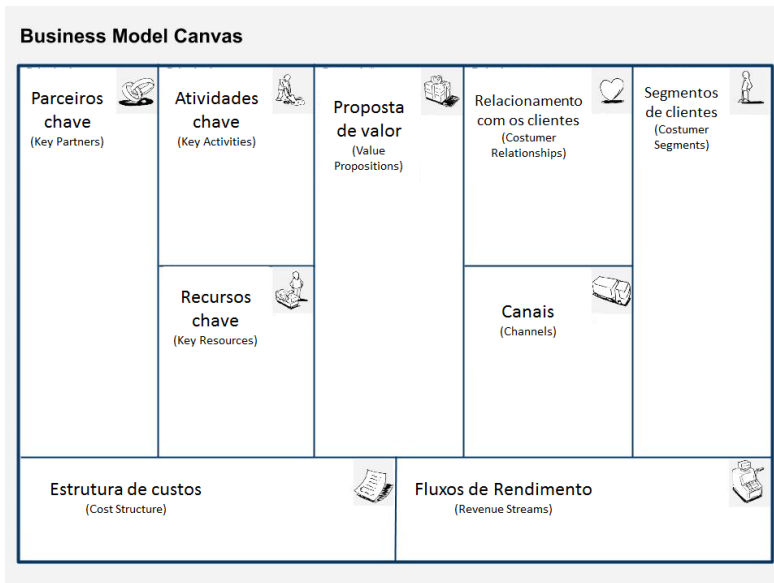 Business Model Canvas
Parceiros
chave
(Key Partners)
Atividades
chave
(Key Activities)
Recursos
chave
(Key Resources)
Proposta
de valor
(Value
Propositions)
Relacionamento
com os clientes
(Costumer
Relationships)
Canais
(Channels)
Segmentos
de clientes
(Costumer
Segments)
Estrutura de custos
(Cost Structure)
Fluxos de Rendimento
(Revenue Streams)